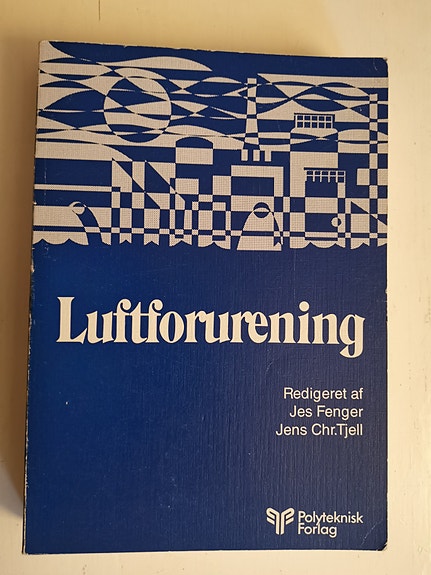 Luftforurening
Redigeret af
Jes Fenger
Jens Chr.Tjell
Polyteknisk
Forlag